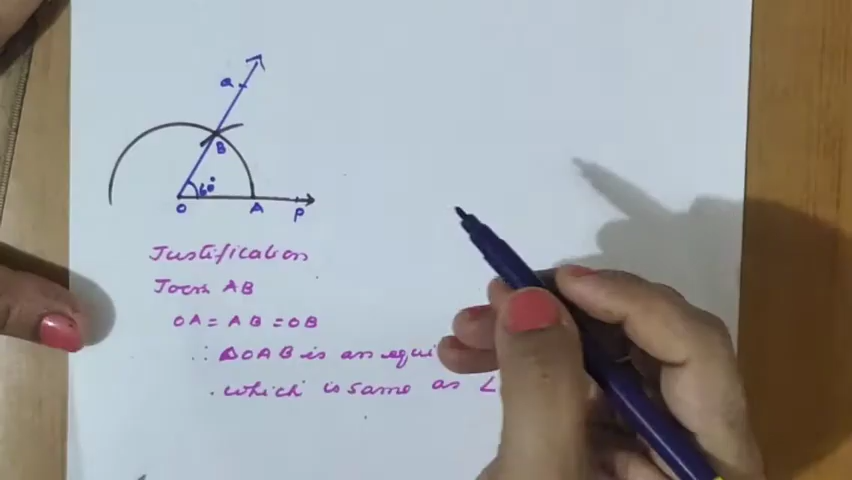 Q
B
60°
O
A
P
Justification
Join AB
OA = AB = OB
∴ ΔOAB is an equi
. which is same as ∠